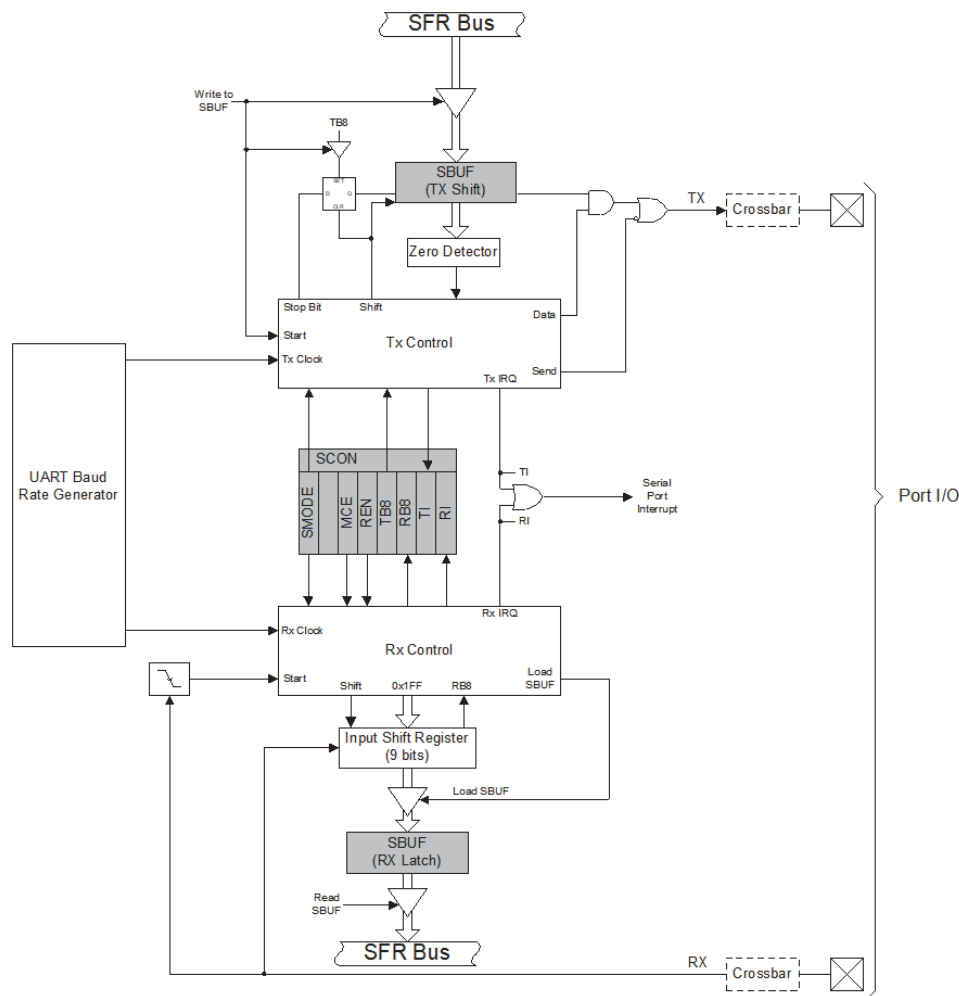 SFR Bus
Write to
SBUF
TB8
SET
D
Q
CLR
SBUF
(TX Shift)
TX
Crossbar
Zero Detector
Stop Bit
Shift
Data
Start
Tx Control
Tx Clock
Send
Tx IRQ
UART Baud
Rate Generator
SCON
SMODE
MCE
REN
TB8
RB8
TI
RI
TI
RI
Serial
Port
Interrupt
Port I/O
Rx IRQ
Rx Clock
Rx Control
Start
Load
SBUF
Shift
0x1FF
RB8
Input Shift Register
(9 bits)
Load SBUF
SBUF
(RX Latch)
Read
SBUF
SFR Bus
RX
Crossbar